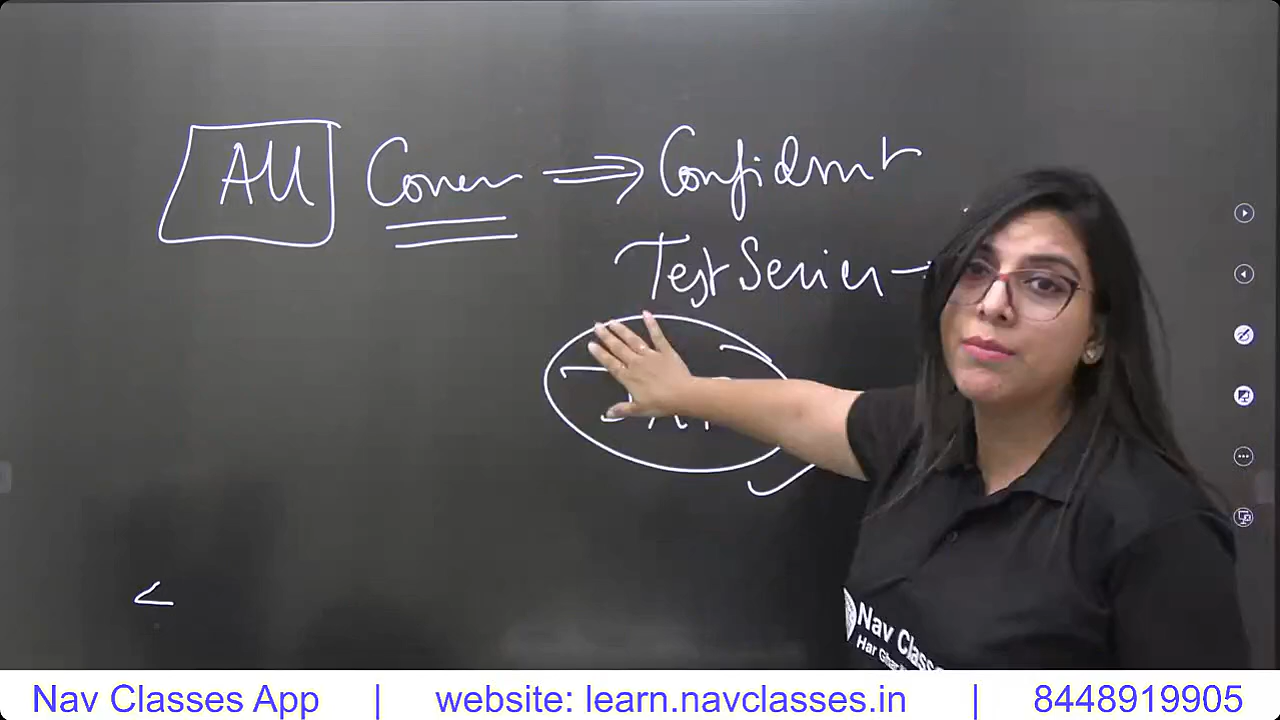 All Cover ⇒ Confident
Test Series →
Nav Classes App | website: learn.navclasses.in | 8448919905